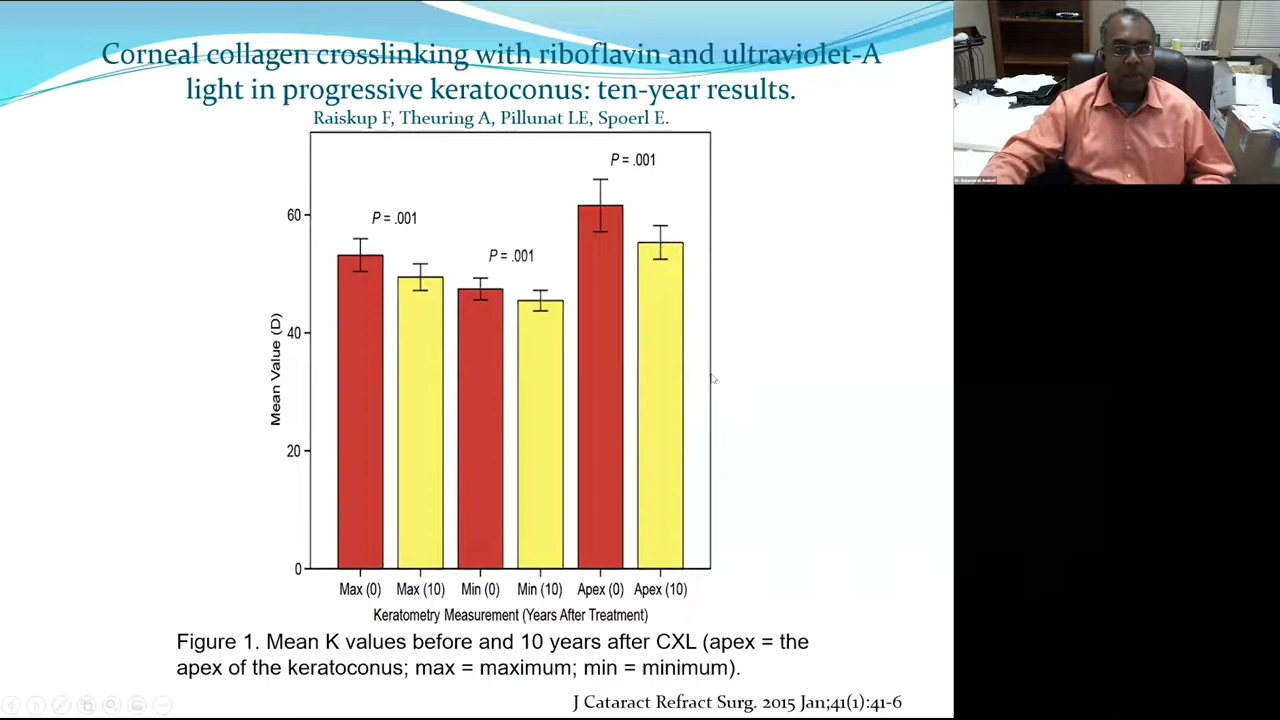 Corneal collagen crosslinking with riboflavin and ultraviolet-A
light in progressive keratoconus: ten-year results.
Raiskup F, Theuring A, Pillunat LE, Spoerl E.
P = .001
P = .001
P = .001
60
40
20
0
Mean Value (D)
Max (0) Max (10) Min (0) Min (10) Apex (0) Apex (10)
Keratometry Measurement (Years After Treatment)
Figure 1. Mean K values before and 10 years after CXL (apex = the
apex of the keratoconus; max = maximum; min = minimum).
J Cataract Refract Surg. 2015 Jan;41(1):41-6